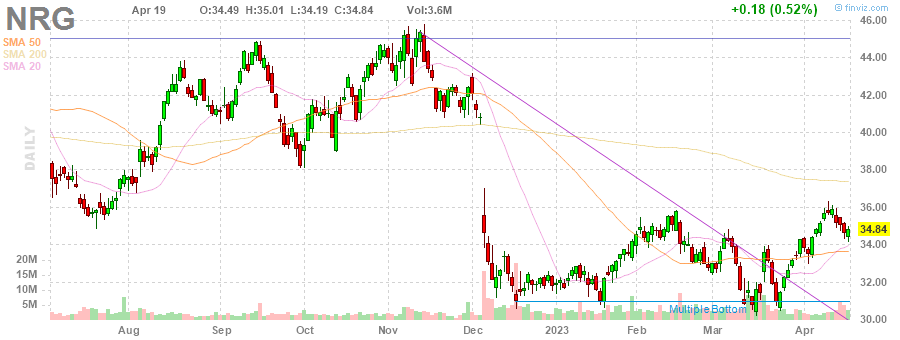 NRG Apr 19 O:34.49 H:35.01 L:34.19 C:34.84 Vol:3.6M +0.18 (0.52%) © finviz.com
SMA 50
SMA 200
SMA 20
DAILY
46.00
44.00
42.00
40.00
38.00
36.00
34.84
34.00
32.00
30.00
20M
15M
10M
5M
Multiple Bottom
Aug Sep Oct Nov Dec 2023 Feb Mar Apr